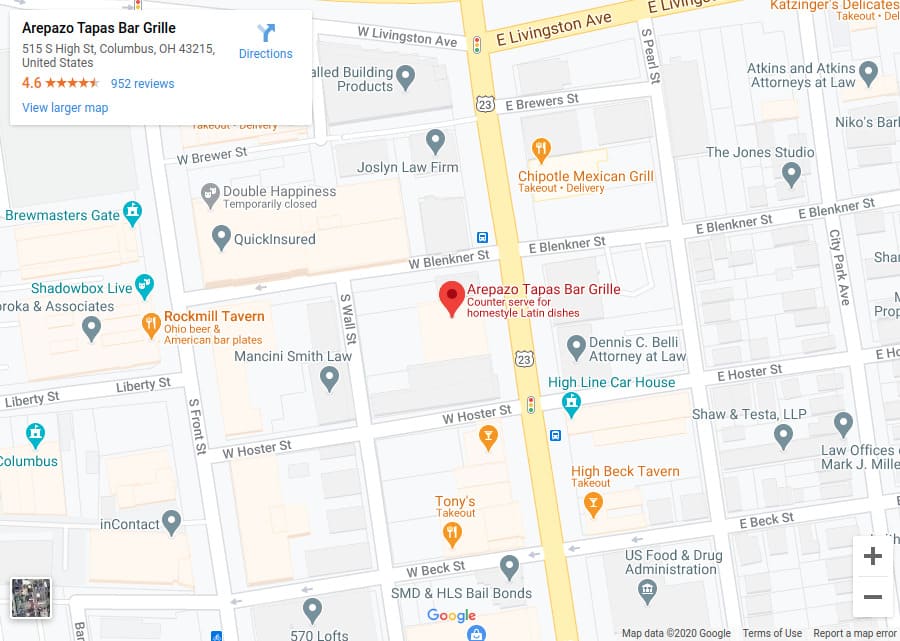 Arepazo Tapas Bar Grille
515 S High St, Columbus, OH 43215,
United States
4.6
952 reviews
View larger map
Directions
W Livingston Ave
E Livingston Ave
E Livingston
Katzinger's Delicates
Takeout • Del
S Pearl St
alled Building
Products
Atkins and Atkins
Attorneys at Law
23
E Brewers St
Takeout • Delivery
W Brewer St
Niko's Barb
Joslyn Law Firm
The Jones Studio
Chipotle Mexican Grill
Takeout • Delivery
Double Happiness
Temporarily closed
Brewmasters Gate
QuickInsured
E Blenkner St
E Blenkner St
E Blenkner St
W Blenkner St
City Park Ave
Shadowbox Live
oroka & Associates
Arepazo Tapas Bar Grille
Counter serve for
homestyle Latin dishes
Rockmill Tavern
Ohio beer &
American bar plates
S Wall St
Mancini Smith Law
23
Dennis C. Belli
Attorney at Law
E Hoster St
High Line Car House
Liberty St
Liberty St
S Front St
W Hoster St
W Hoster St
Shaw & Testa, LLP
Columbus
Law Offices
Mark J. Mille
High Beck Tavern
Takeout
Tony's
Takeout
inContact
E Beck St
W Beck St
US Food & Drug
Administration
SMD & HLS Bail Bonds
Google
570 Lofts
Map data ©2020 Google
Terms of Use
Report a map error